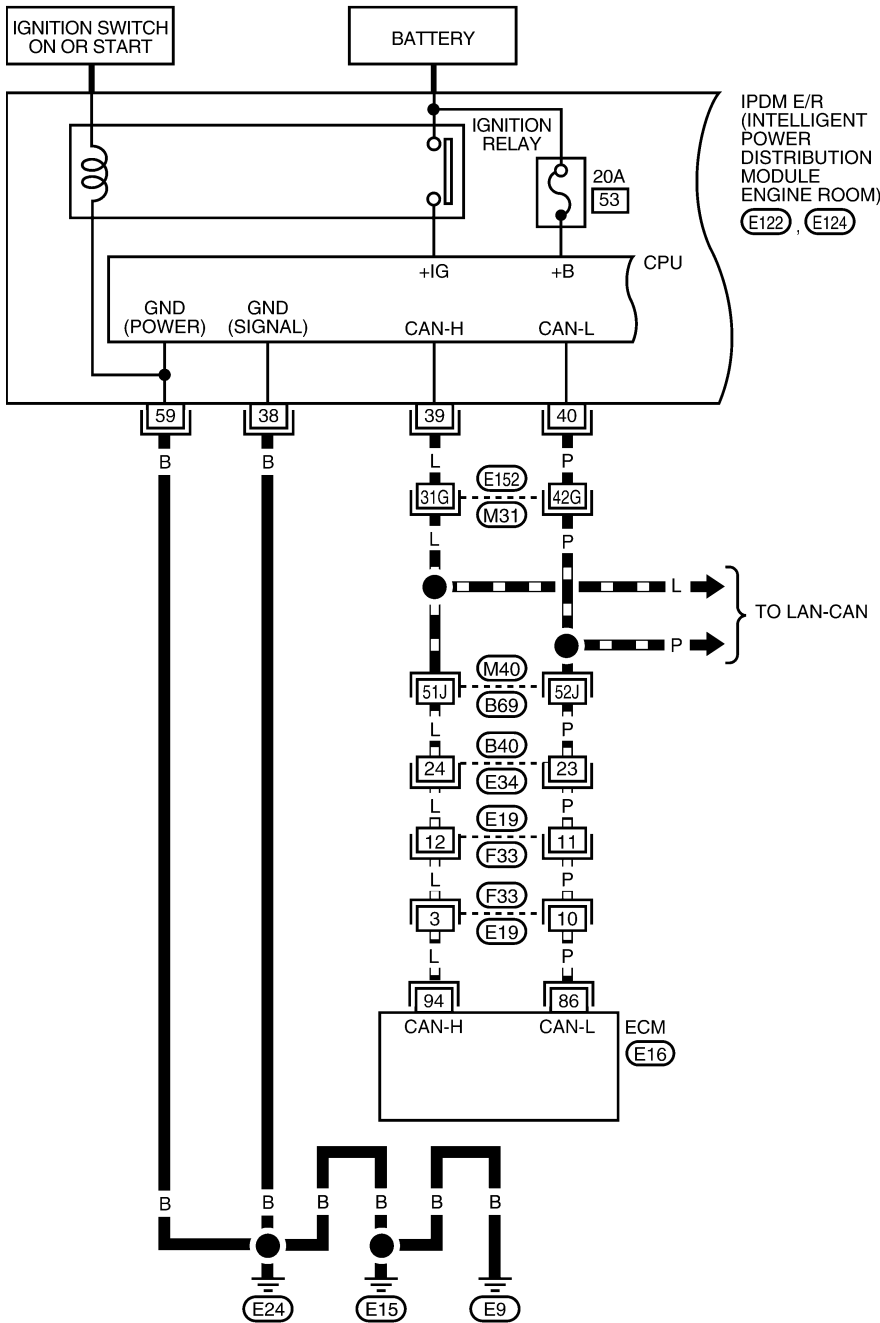 IGNITION SWITCH
ON OR START
BATTERY
IPDM E/R
(INTELLIGENT
POWER
DISTRIBUTION
MODULE
ENGINE ROOM)
E122 , E124
IGNITION
RELAY
20A
53
CPU
+IG
+B
GND
(POWER)
GND
(SIGNAL)
CAN-H
CAN-L
59
38
39
40
B
B
L
P
31G
E152
M31
42G
L
P
L
P
TO LAN-CAN
51J
M40
B69
52J
L
P
24
B40
E34
23
L
P
12
E19
F33
11
L
P
3
F33
E19
10
L
P
94
86
CAN-H
CAN-L
ECM
E16
B
B
B
B
B
B
E24
E15
E9